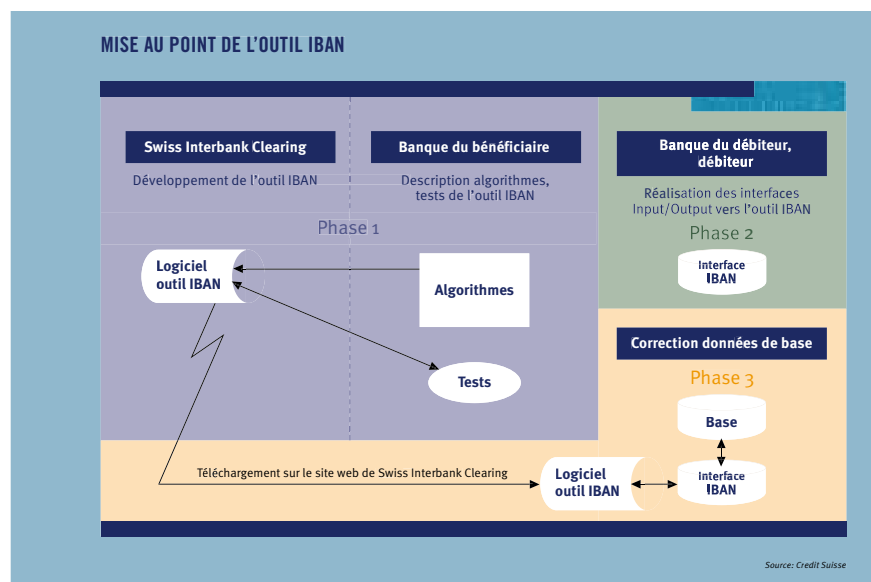 MISE AU POINT DE L'OUTIL IBAN
Swiss Interbank Clearing
Développement de l'outil IBAN
Banque du bénéficiaire
Description algorithmes,
tests de l'outil IBAN
Phase 1
Logiciel
outil IBAN
Algorithmes
Tests
Banque du débiteur,
débiteur
Réalisation des interfaces
Input/Output vers l'outil IBAN
Phase 2
Interface
IBAN
Correction données de base
Phase 3
Base
Interface
IBAN
Téléchargement sur le site web de Swiss Interbank Clearing
Logiciel
outil IBAN
Source: Credit Suisse